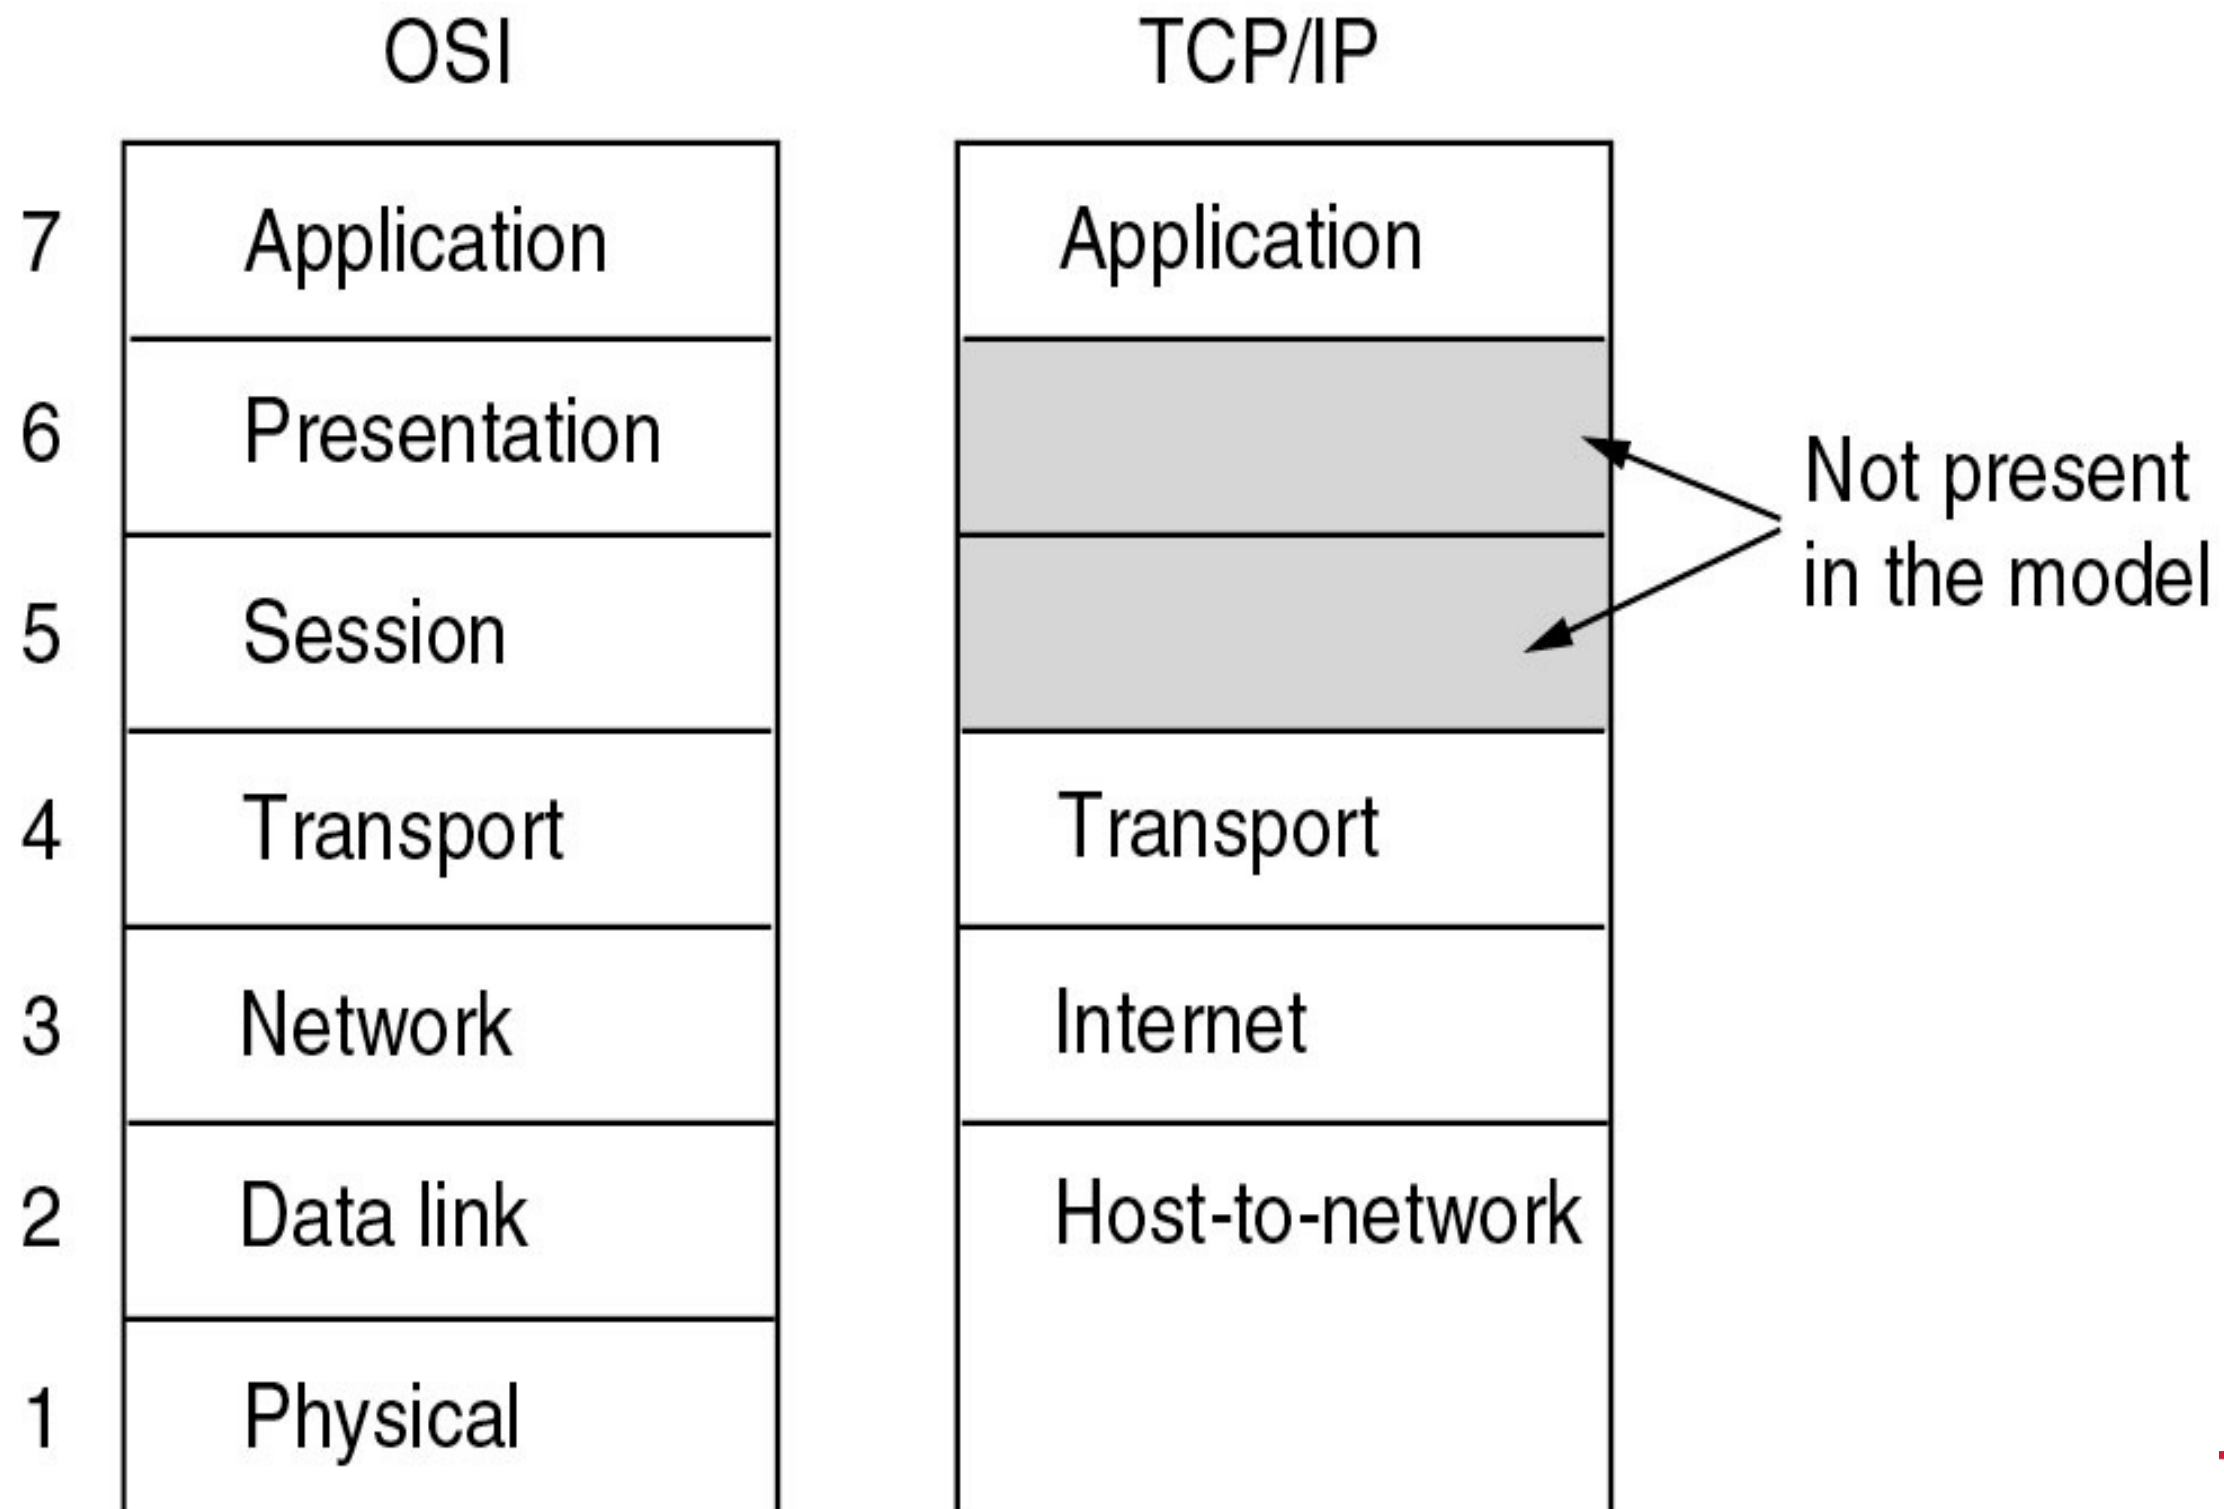 OSI
TCP/IP
7 Application Application
6 Presentation
5 Session
Not present
in the model
4 Transport Transport
3 Network Internet
2 Data link Host-to-network
1 Physical